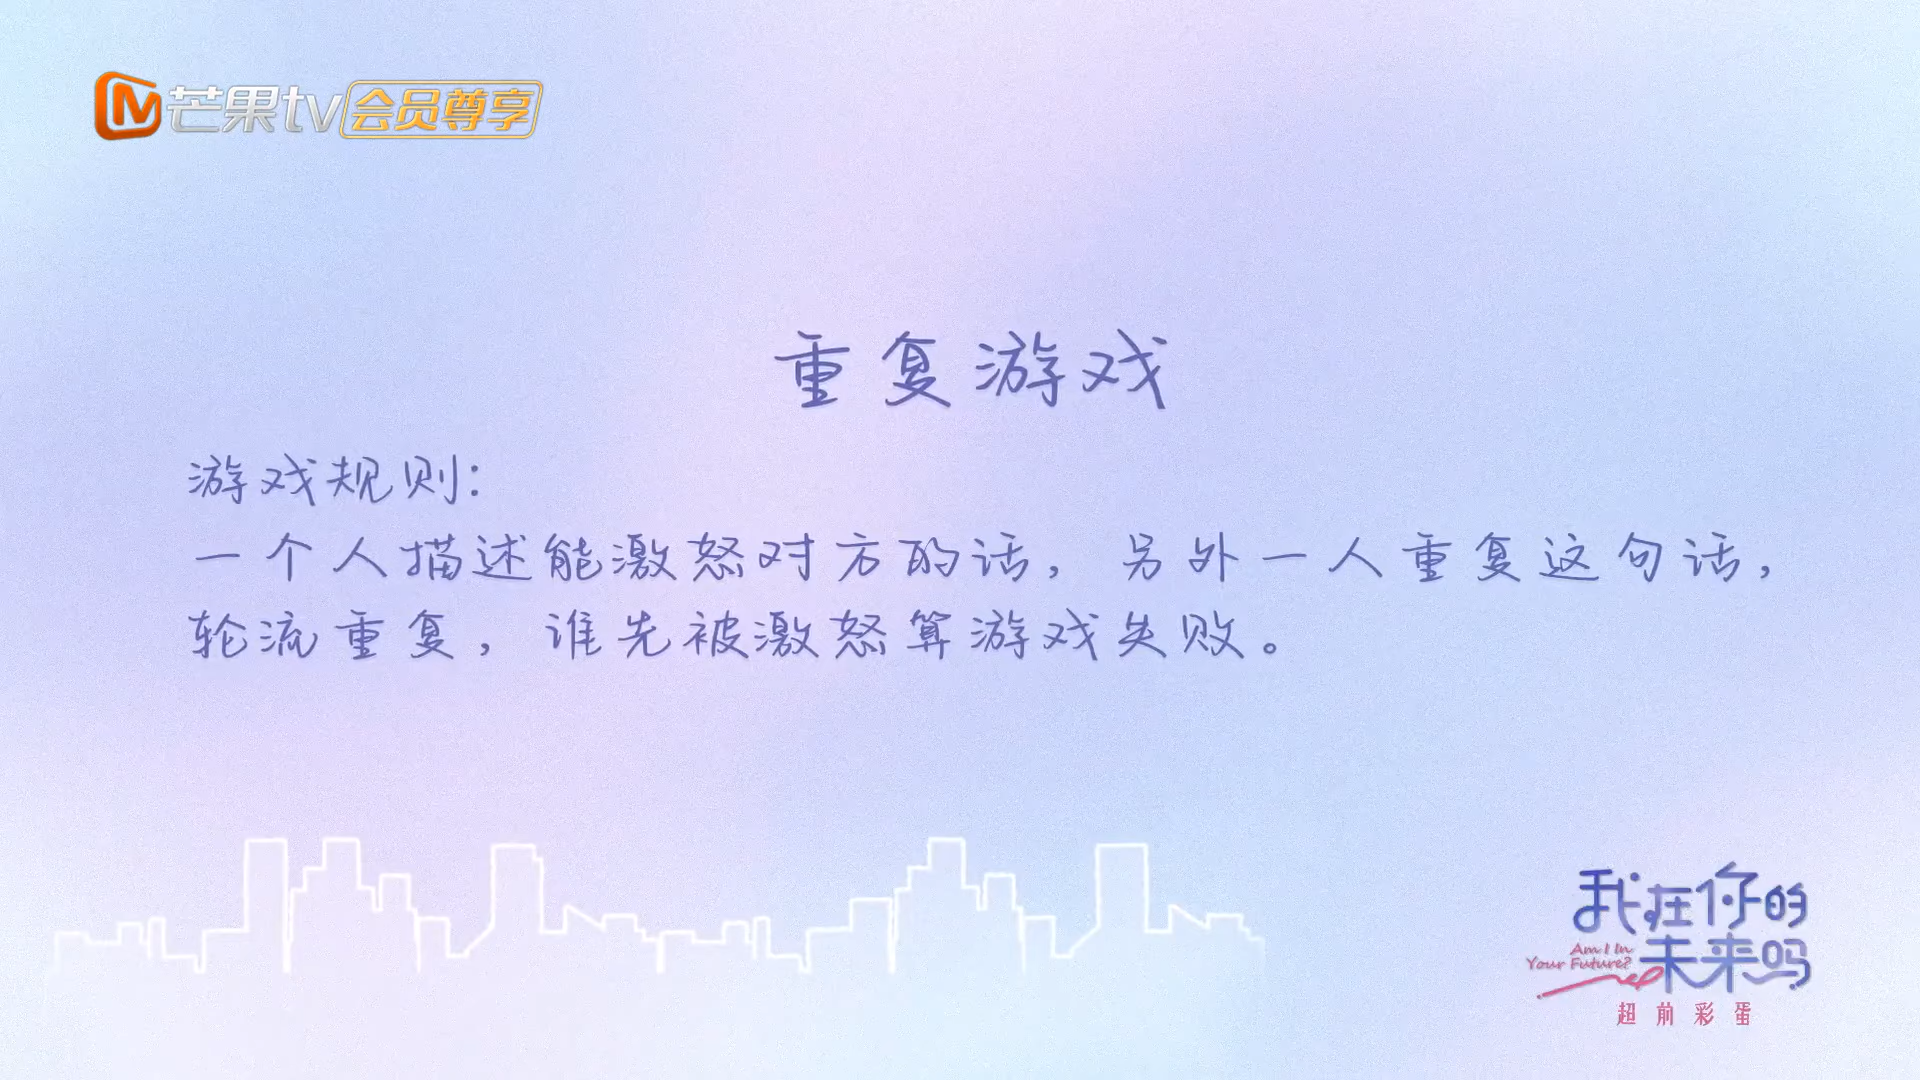 芒果tv会员尊享
重复游戏
游戏规则:
一个人描述能激怒对方的话，另外一人重复这句话，
轮流重复，谁先被激怒算游戏失败。
我在你的
Am I In
Your Future?
未来吗
超前彩蛋